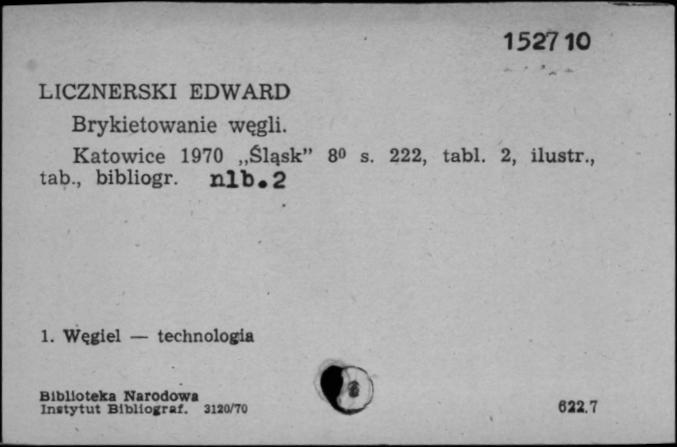 152710
LICZNERSKI EDWARD
Brykietowanie węgli.
Katowice 1970 „Śląsk” 8⁰ s. 222, tabl. 2, ilustr.,
tab., bibliogr. nlb.2
1. Węgiel — technologia
Biblioteka Narodowa
Instytut Bibliograf. 3120/70
622.7